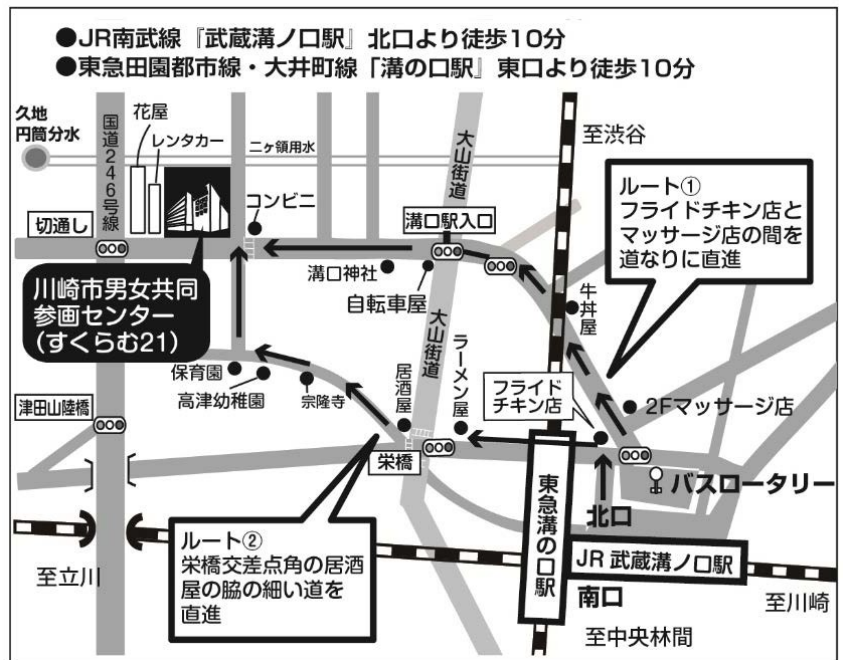 ●JR南武線『武蔵溝ノ口駅』北口より徒歩10分
●東急田園都市線・大井町線「溝の口駅』東口より徒歩10分
久地
円筒分水
国道246号線
花屋
レンタカー
二ヶ領用水
大山街道
至渋谷
コンビニ
切通し
溝口駅入口
ルート①
フライドチキン店と
マッサージ店の間を
道なりに直進
川崎市男女共同
参画センター
(すくらむ21)
溝口神社
自転車屋
牛丼屋
大山街道
保育園
高津幼稚園
宗隆寺
居酒屋
ラーメン屋
フライド
チキン店
2Fマッサージ店
津田山陸橋
栄橋
バスロータリー
北口
東急溝の口駅
JR 武蔵溝ノ口駅
ルート②
栄橋交差点角の居酒
屋の脇の細い道を
直進
至立川
南口
至川崎
至中央林間